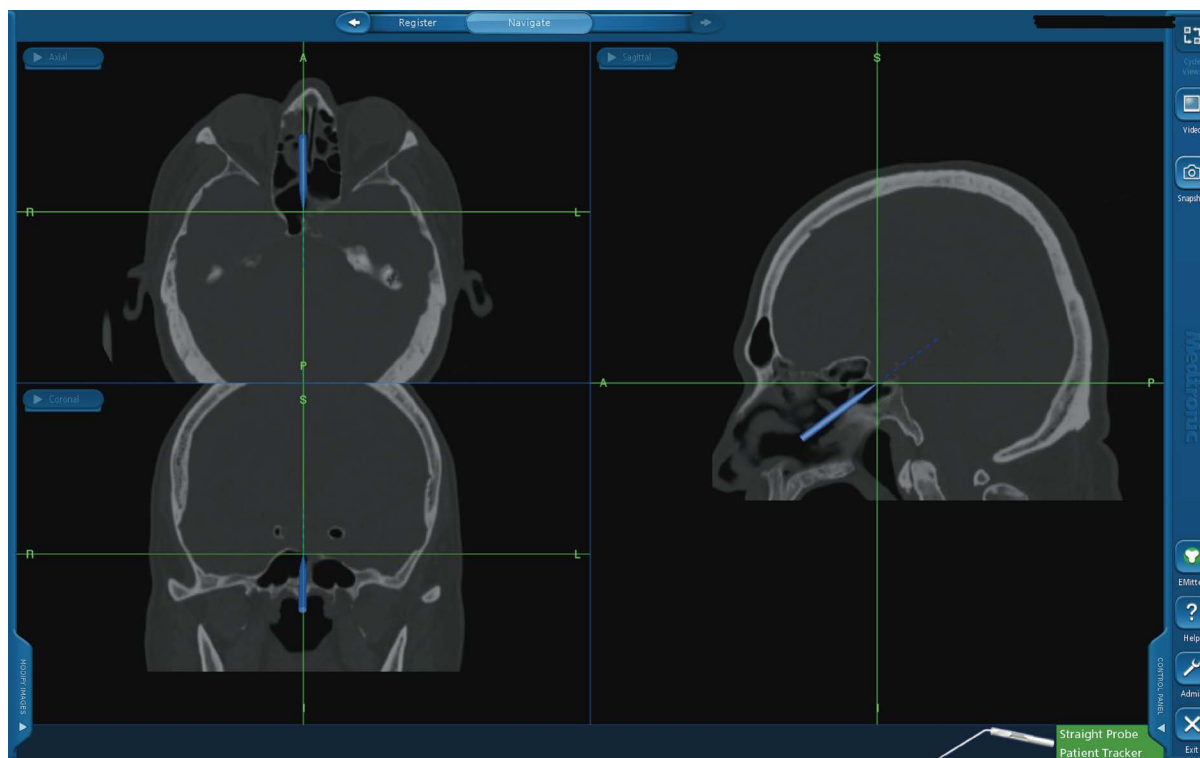 Register
Navigate
Axial
A
R
L
P
Coronal
S
R
L
I
Sagittal
S
A
P
I
Video
Snapsh
Medtronic
EMitte
Help
Admi
Exit
MODIFY IMAGES
CONTROL PANEL
Straight Probe
Patient Tracker